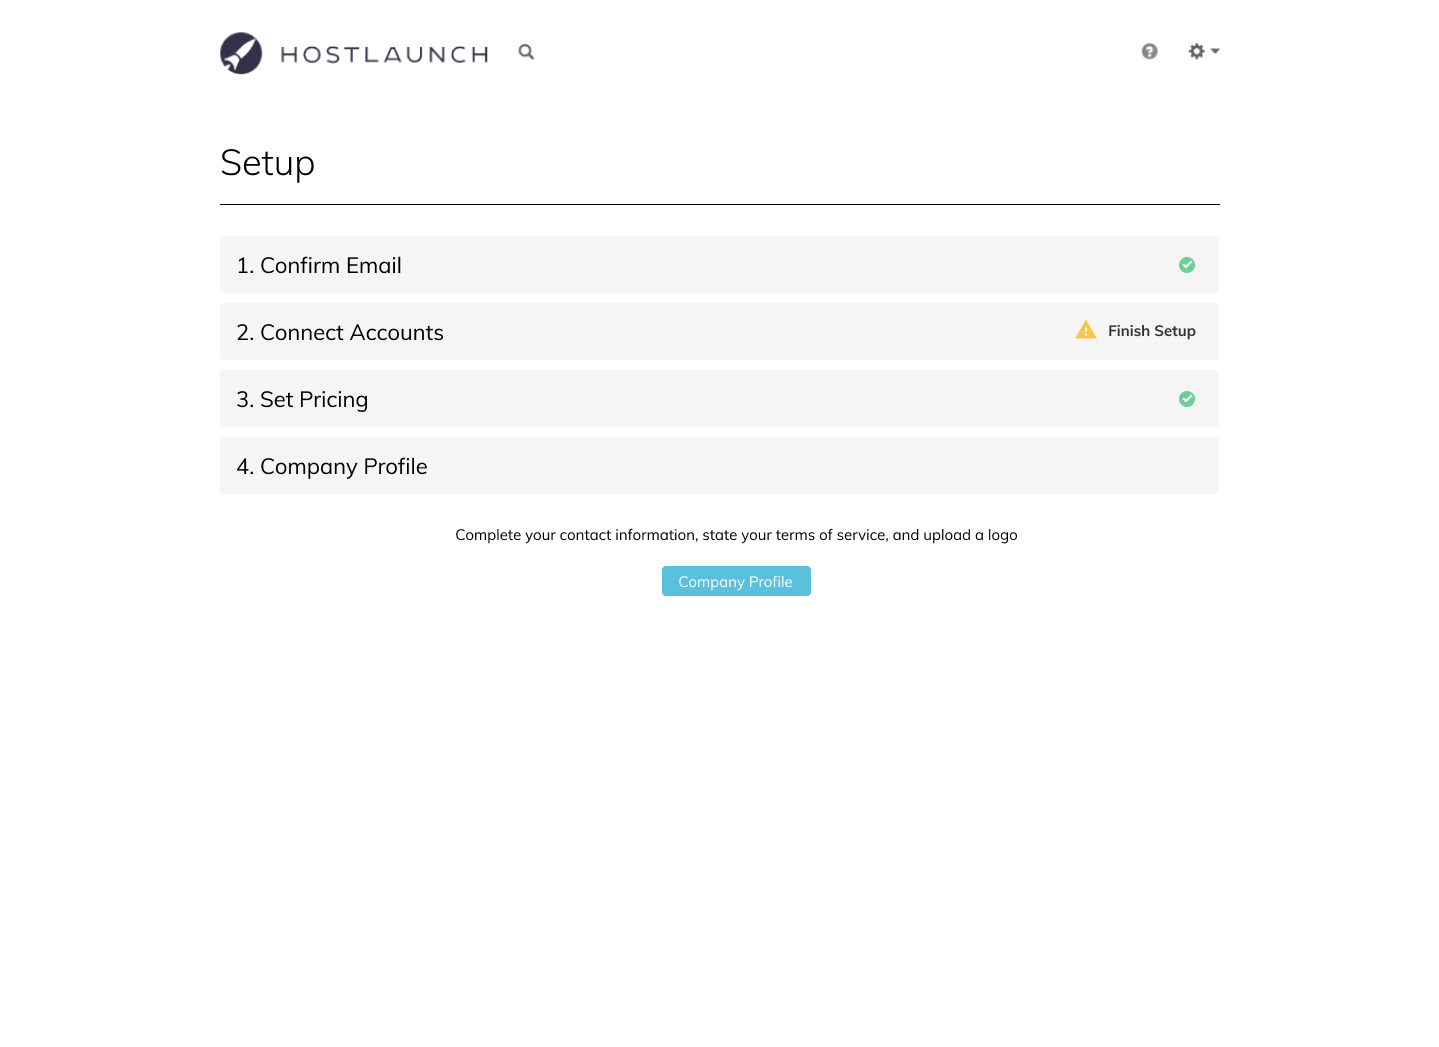 HOSTLAUNCH
Setup
1. Confirm Email
2. Connect Accounts
Finish Setup
3. Set Pricing
4. Company Profile
Complete your contact information, state your terms of service, and upload a logo
Company Profile